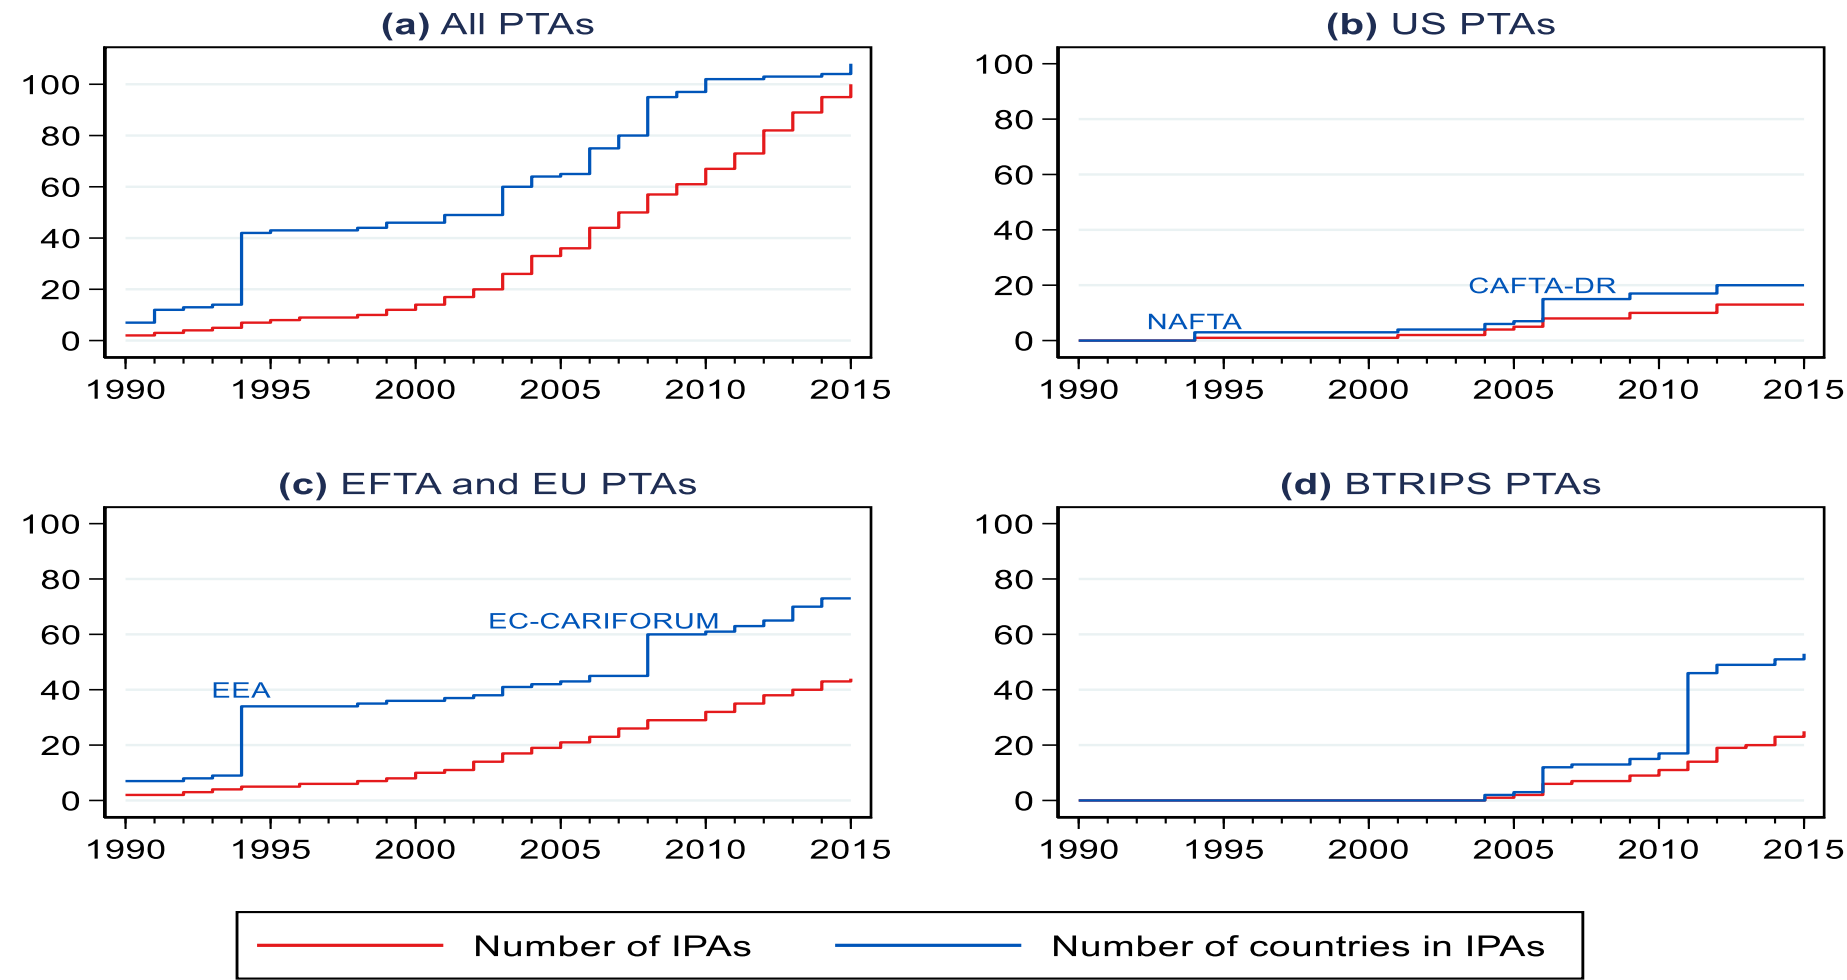 (a) All PTAs
100
80
60
40
20
0
1990 1995 2000 2005 2010 2015
(b) US PTAs
100
80
60
40
20
0
CAFTA-DR
NAFTA
1990 1995 2000 2005 2010 2015
(c) EFTA and EU PTAs
100
80
60
40
20
0
EC-CARIFORUM
EEA
1990 1995 2000 2005 2010 2015
(d) BTRIPS PTAs
100
80
60
40
20
0
1990 1995 2000 2005 2010 2015
Number of IPAs Number of countries in IPAs